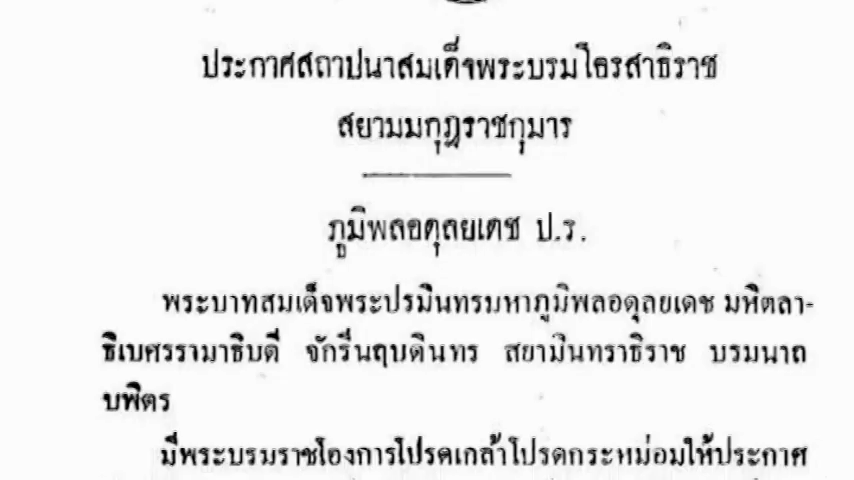 ประกาศสถาปนาสมเด็จพระบรมโอรสาธิราช
สยามมกุฎราชกุมาร
ภูมิพลอดุลยเดช ป.ร.
พระบาทสมเด็จพระปรมินทรมหาภูมิพลอดุลยเดช มหิตลา-
ธิเบศรรามาธิบดี จักรีนฤบดินทร สยามินทราธิราช บรมนาถ
บพิตร
มีพระบรมราชโองการโปรดเกล้าโปรดกระหม่อมให้ประกาศ